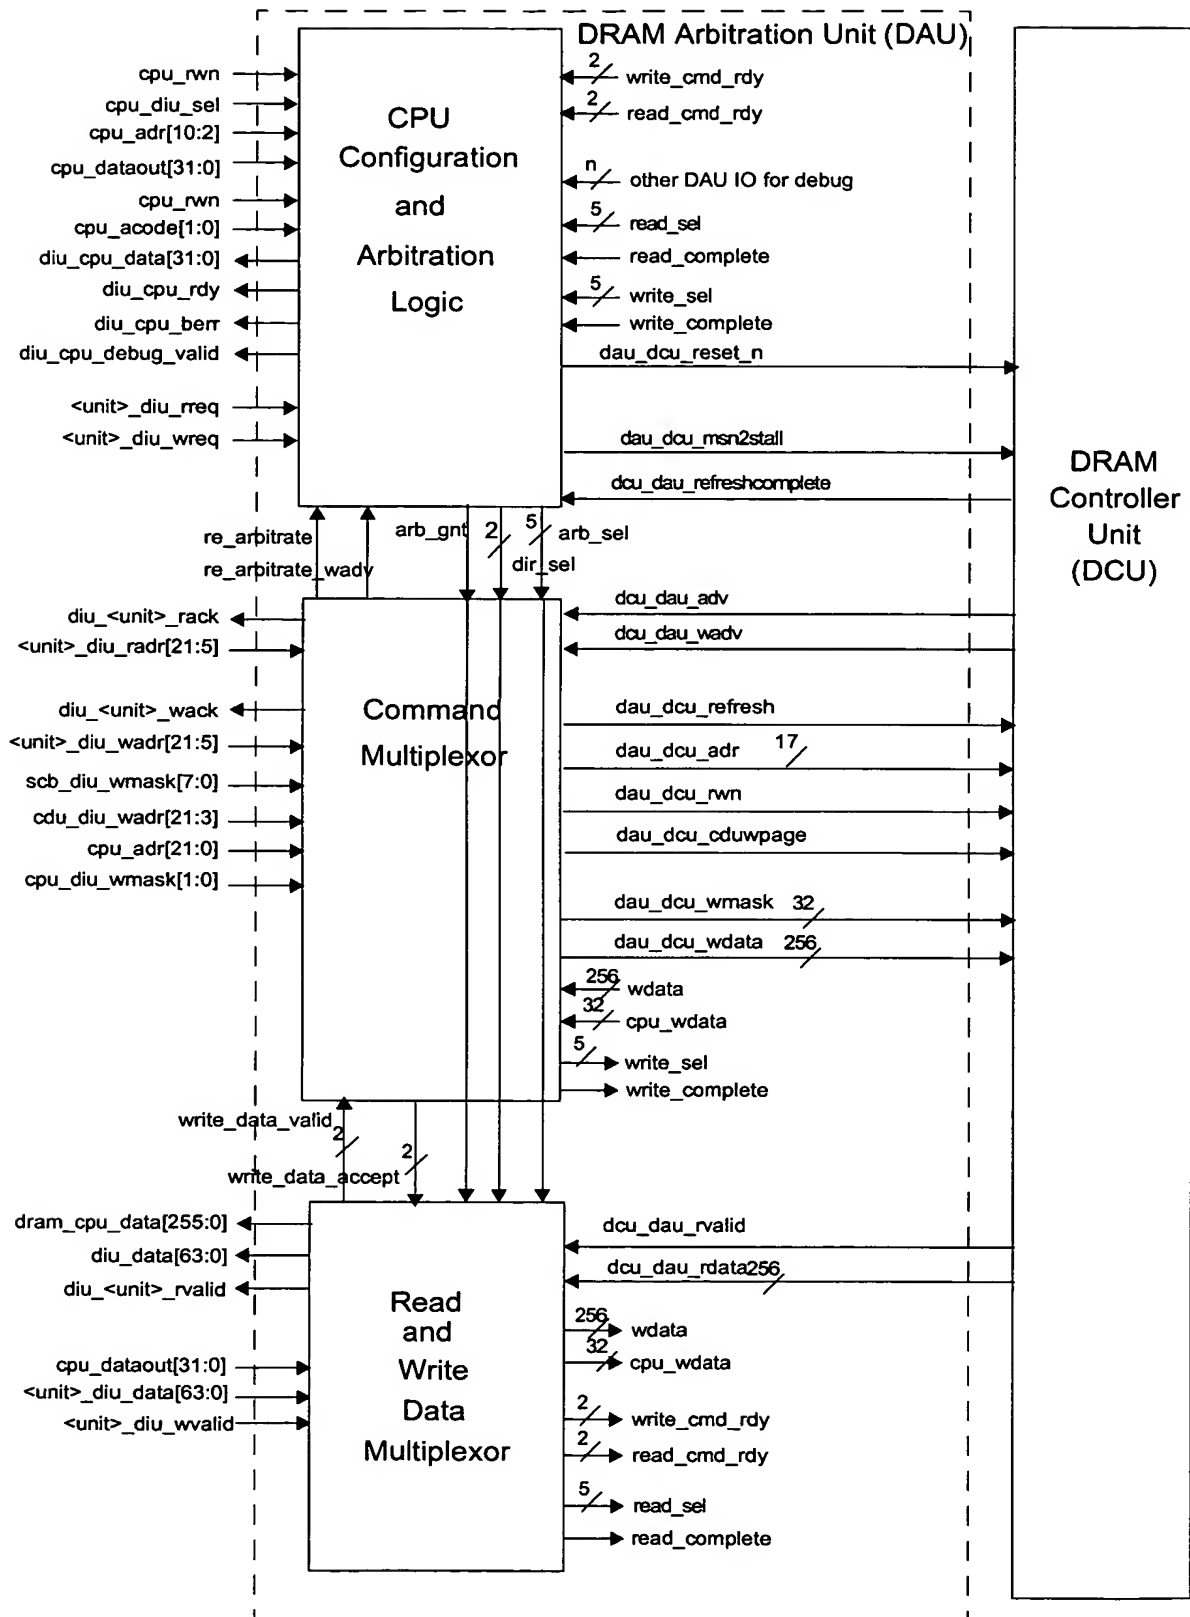 DRAM Arbitration Unit (DAU)
cpu_rwn
cpu_diu_sel
cpu_adr[10:2]
cpu_dataout[31:0]
cpu_rwn
cpu_acode[1:0]
diu_cpu_data[31:0]
diu_cpu_rdy
diu_cpu_berr
diu_cpu_debug_valid
<unit>_diu_rreq
<unit>_diu_wreq
CPU
Configuration
and
Arbitration
Logic
2
write_cmd_rdy
2
read_cmd_rdy
n
other DAU IO for debug
5
read_sel
read_complete
5
write_sel
write_complete
dau_dcu_reset_n
dau_dcu_msn2stall
dcu_dau_refreshcomplete
DRAM
Controller
Unit
(DCU)
re_arbitrate
re_arbitrate_wadv
arb_gnt
2
dir_sel
5
arb_sel
diu_<unit>_rack
<unit>_diu_radr[21:5]
diu_<unit>_wack
<unit>_diu_wadr[21:5]
scb_diu_wmask[7:0]
cdu_diu_wadr[21:3]
cpu_adr[21:0]
cpu_diu_wmask[1:0]
Command
Multiplexor
dcu_dau_adv
dcu_dau_wadv
dau_dcu_refresh
dau_dcu_adr 17
dau_dcu_rwn
dau_dcu_cduwpage
dau_dcu_wmask 32
dau_dcu_wdata 256
256
wdata
32
cpu_wdata
5
write_sel
write_complete
write_data_valid
2
write_data_accept
2
dram_cpu_data[255:0]
diu_data[63:0]
diu_<unit>_rvalid
cpu_dataout[31:0]
<unit>_diu_data[63:0]
<unit>_diu_wvalid
Read
and
Write
Data
Multiplexor
dcu_dau_rvalid
dcu_dau_rdata 256
256
wdata
32
cpu_wdata
2
write_cmd_rdy
2
read_cmd_rdy
5
read_sel
read_complete